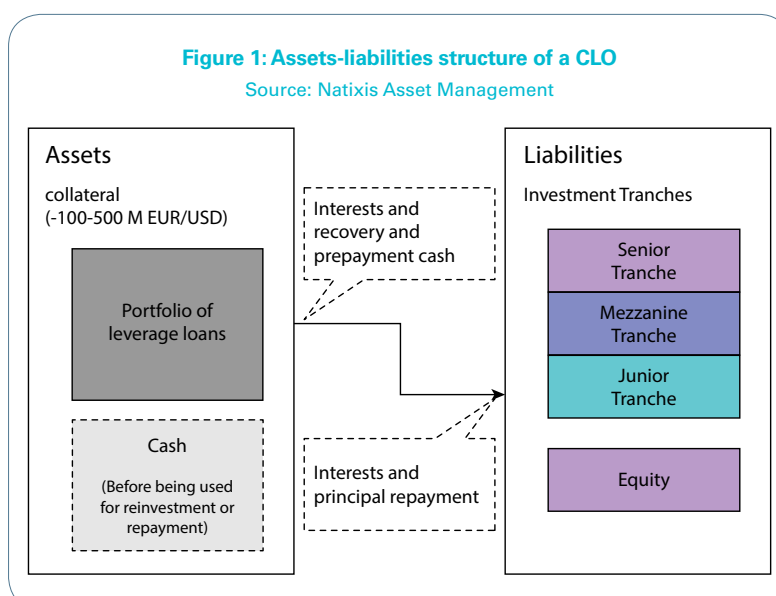 Figure 1: Assets-liabilities structure of a CLO
Source: Natixis Asset Management
Assets
collateral
(-100-500 M EUR/USD)
Portfolio of
leverage loans
Cash
(Before being used
for reinvestment or
repayment)
Interests and
recovery and
prepayment cash
Interests and
principal repayment
Liabilities
Investment Tranches
Senior
Tranche
Mezzanine
Tranche
Junior
Tranche
Equity